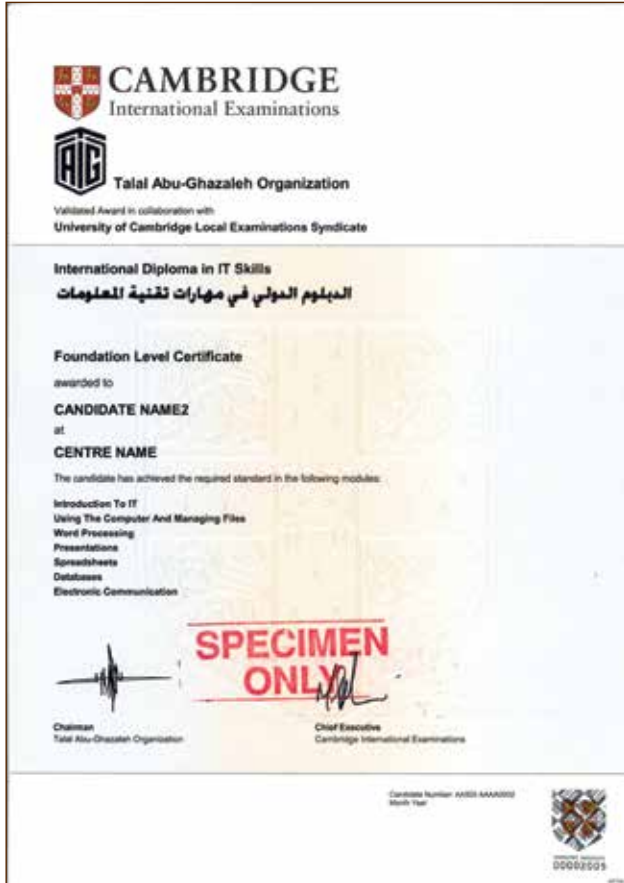 CAMBRIDGE
International Examinations
TAG
Talal Abu-Ghazaleh Organization
Validated Award in collaboration with
University of Cambridge Local Examinations Syndicate
International Diploma in IT Skills
الدبلوم الدولي في مهارات تقنية المعلومات
Foundation Level Certificate
awarded to
CANDIDATE NAME2
at
CENTRE NAME
The candidate has achieved the required standard in the following modules:
Introduction To IT
Using The Computer And Managing Files
Word Processing
Presentations
Spreadsheets
Databases
Electronic Communication
SPECIMEN
ONLY
Chairman
Talal Abu-Ghazaleh Organization
Chief Executive
Cambridge International Examinations
Candidate Number:
Month Year
00002005